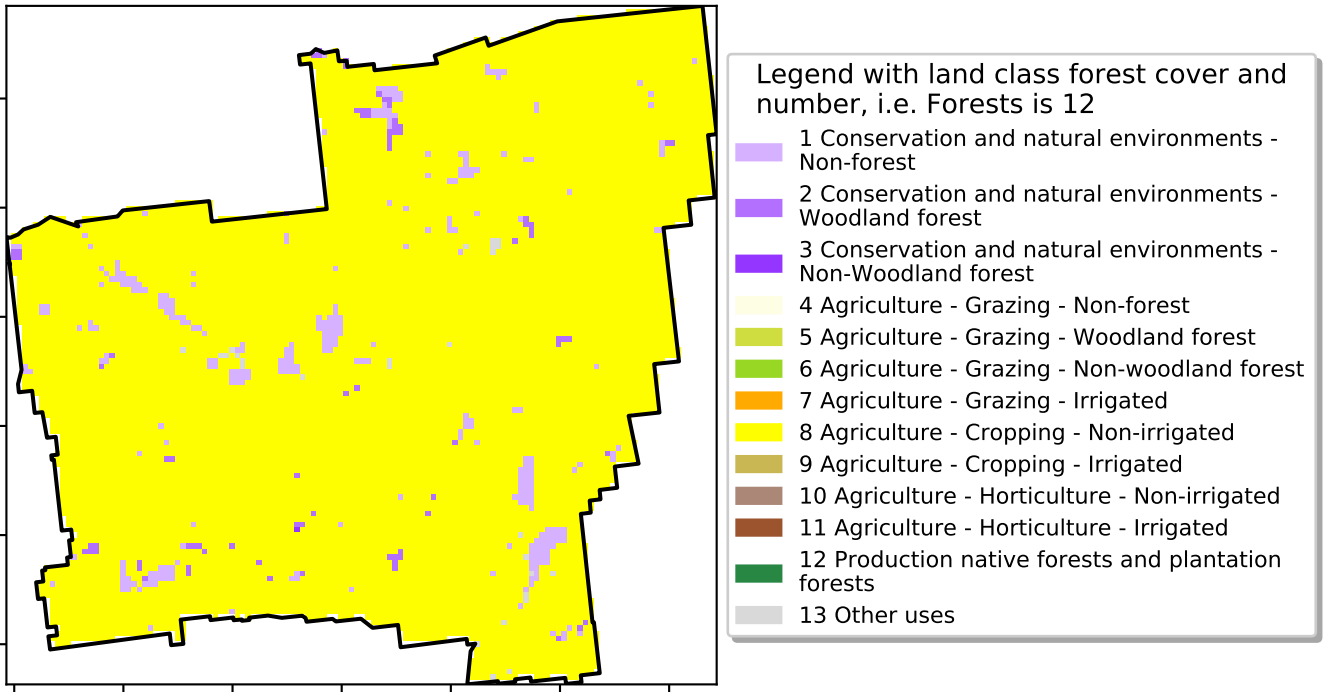 Legend with land class forest cover and
number, i.e. Forests is 12
1 Conservation and natural environments -
Non-forest
2 Conservation and natural environments -
Woodland forest
3 Conservation and natural environments -
Non-Woodland forest
4 Agriculture - Grazing - Non-forest
5 Agriculture - Grazing - Woodland forest
6 Agriculture - Grazing - Non-woodland forest
7 Agriculture - Grazing - Irrigated
8 Agriculture - Cropping - Non-irrigated
9 Agriculture - Cropping - Irrigated
10 Agriculture - Horticulture - Non-irrigated
11 Agriculture - Horticulture - Irrigated
12 Production native forests and plantation
forests
13 Other uses